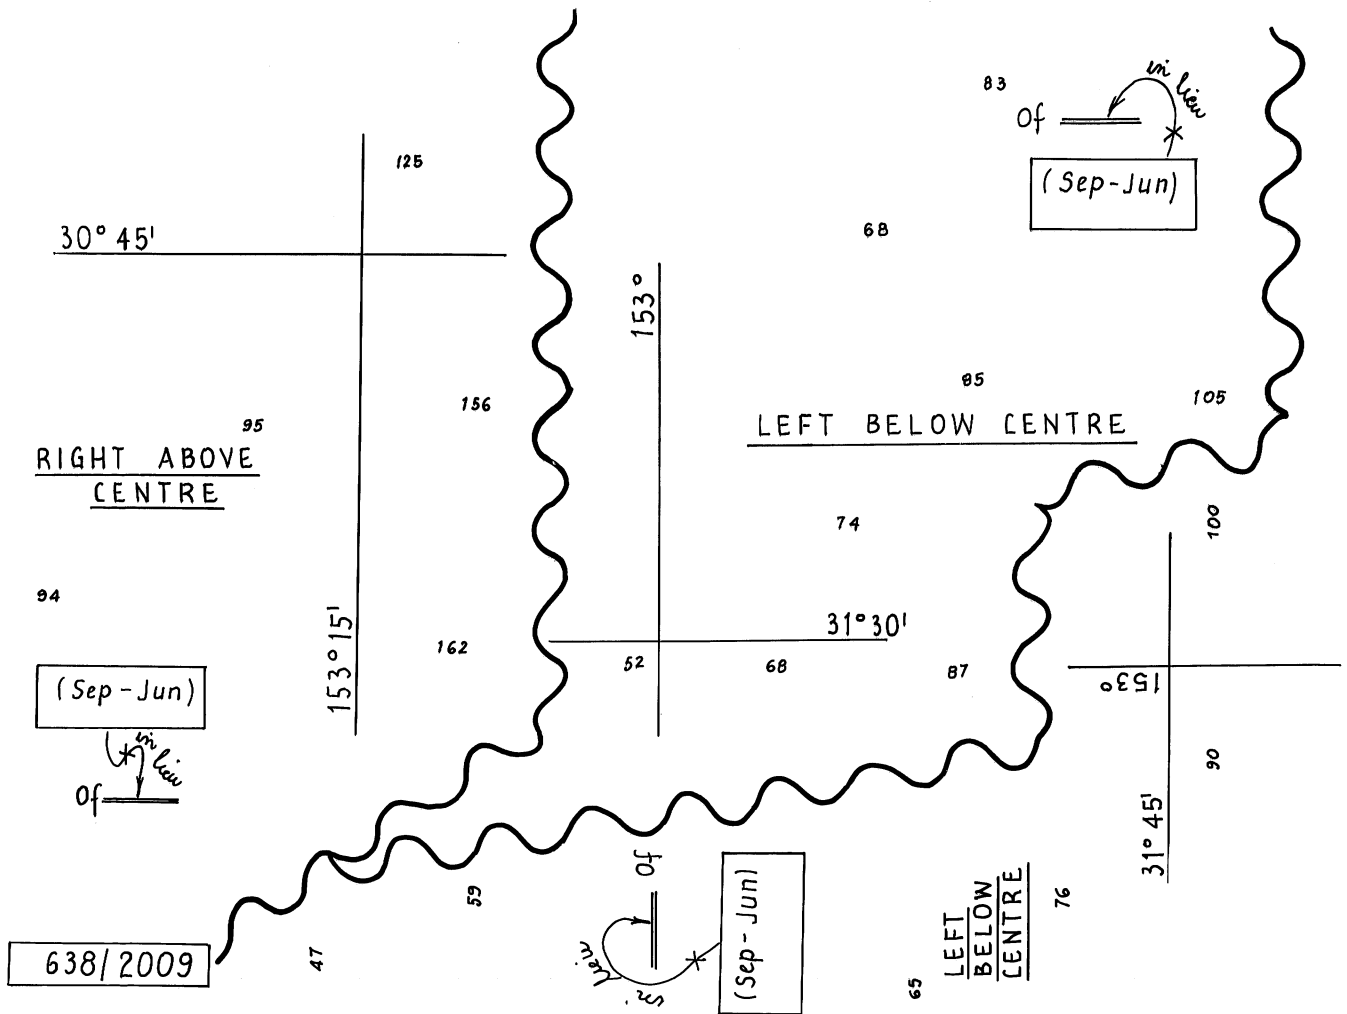 125
30° 45'
156
95
RIGHT ABOVE
CENTRE
94
153° 15'
162
(Sep-Jun)
in lieu
Of
638/2009
83
Of
in lieu
(Sep-Jun)
68
153°
85
105
LEFT BELOW CENTRE
74
31° 30'
52
68
87
100
153°
90
31° 45'
59
47
Of
in lieu
(Sep-Jun)
LEFT
BELOW
CENTRE
76
65